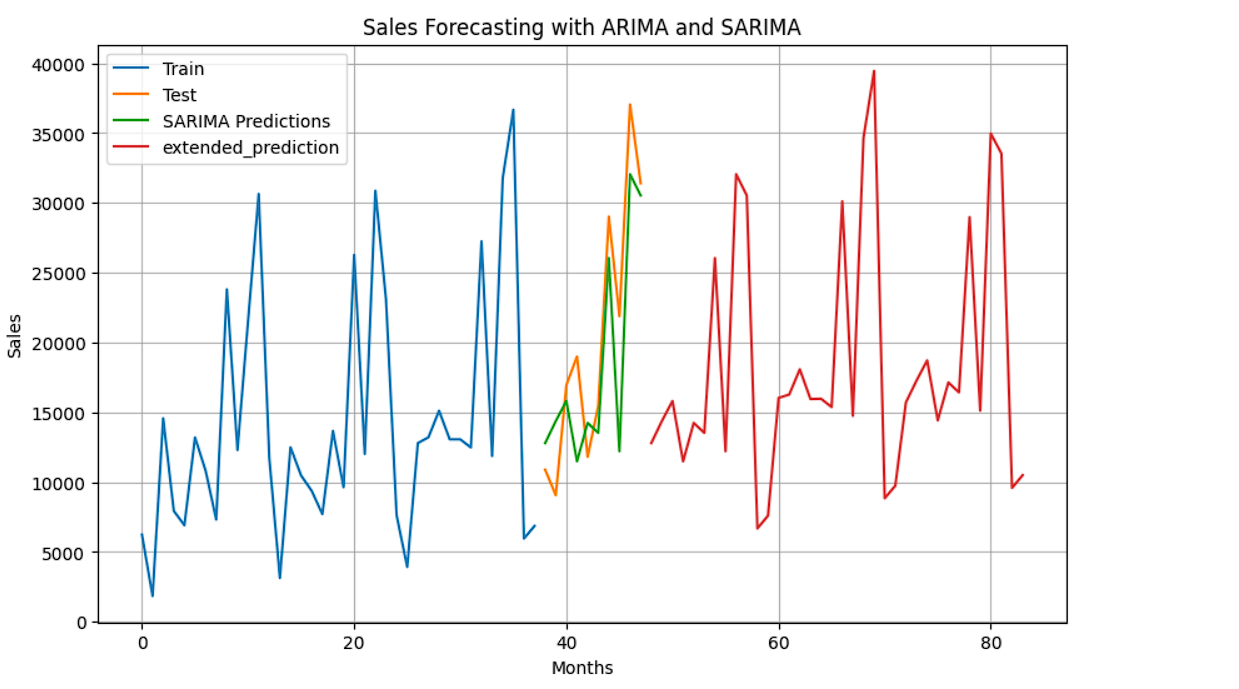 Sales Forecasting with ARIMA and SARIMA
Train
Test
SARIMA Predictions
extended_prediction
40000
35000
30000
25000
20000
15000
10000
5000
0
Sales
0 20 40 60 80
Months